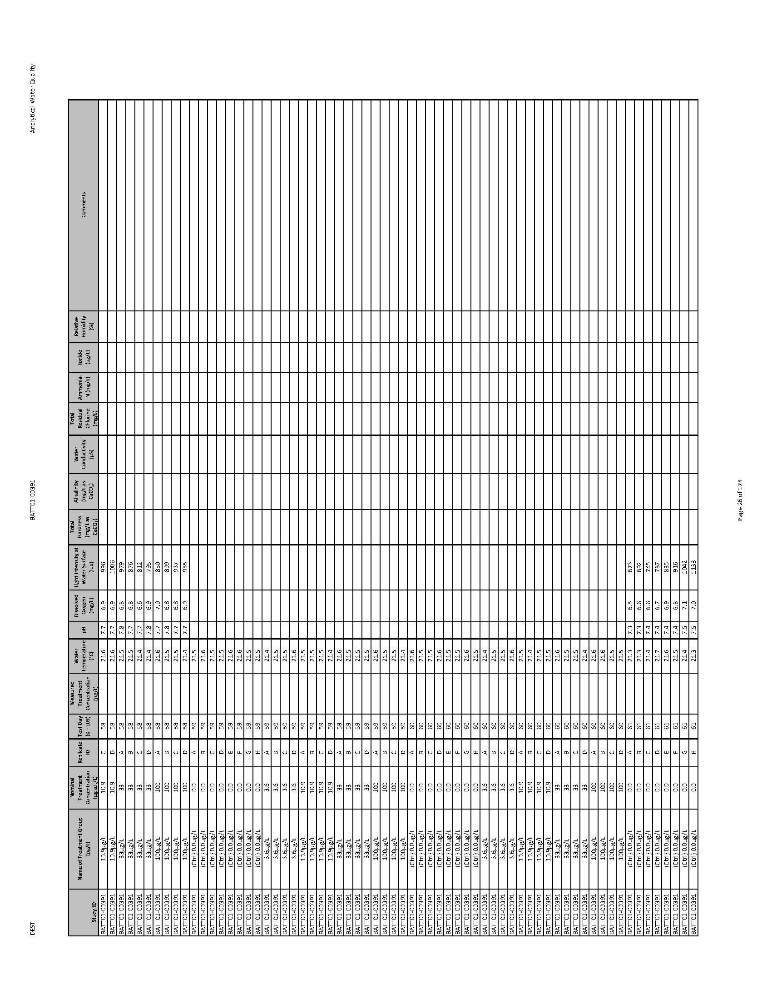 DEST BATT01-00391 Analytical Water Quality
Study ID Name of Treatment Group (µg/L) Nominal Treatment Concentration (µg a.i./L) Replicate ID Test Day (0 - 109) Measured Treatment Concentration (µg/L) Water Temperature (°C) pH Dissolved Oxygen (mg/L) Light Intensity at Water Surface (lux) Total Hardness (mg/L as CaCO₃) Alkalinity (mg/L as CaCO₃) Water Conductivity (µS) Total Residual Chlorine (mg/L) Ammonia-N (mg/L) Iodide (µg/L) Relative Humidity (%) Comments
BATT01-00391 10.9µg/L 10.9 C 58 21.6 7.7 6.9 996
BATT01-00391 10.9µg/L 10.9 D 58 21.6 7.7 6.9 1006
BATT01-00391 33µg/L 33 A 58 21.5 7.8 6.8 979
BATT01-00391 33µg/L 33 B 58 21.5 7.7 6.8 876
BATT01-00391 33µg/L 33 C 58 21.4 7.7 6.6 812
BATT01-00391 33µg/L 33 D 58 21.4 7.8 6.9 795
BATT01-00391 100µg/L 100 A 58 21.6 7.7 7.0 850
BATT01-00391 100µg/L 100 B 58 21.5 7.8 6.8 899
BATT01-00391 100µg/L 100 C 58 21.5 7.7 6.8 937
BATT01-00391 100µg/L 100 D 58 21.4 7.7 6.9 955
BATT01-00391 (Ctrl) 0.0µg/L 0.0 A 59 21.5
BATT01-00391 (Ctrl) 0.0µg/L 0.0 B 59 21.6
BATT01-00391 (Ctrl) 0.0µg/L 0.0 C 59 21.5
BATT01-00391 (Ctrl) 0.0µg/L 0.0 D 59 21.5
BATT01-00391 (Ctrl) 0.0µg/L 0.0 E 59 21.6
BATT01-00391 (Ctrl) 0.0µg/L 0.0 F 59 21.6
BATT01-00391 (Ctrl) 0.0µg/L 0.0 G 59 21.5
BATT01-00391 (Ctrl) 0.0µg/L 0.0 H 59 21.5
BATT01-00391 3.6µg/L 3.6 A 59 21.4
BATT01-00391 3.6µg/L 3.6 B 59 21.5
BATT01-00391 3.6µg/L 3.6 C 59 21.5
BATT01-00391 3.6µg/L 3.6 D 59 21.6
BATT01-00391 10.9µg/L 10.9 A 59 21.5
BATT01-00391 10.9µg/L 10.9 B 59 21.5
BATT01-00391 10.9µg/L 10.9 C 59 21.5
BATT01-00391 10.9µg/L 10.9 D 59 21.4
BATT01-00391 33µg/L 33 A 59 21.6
BATT01-00391 33µg/L 33 B 59 21.5
BATT01-00391 33µg/L 33 C 59 21.5
BATT01-00391 33µg/L 33 D 59 21.5
BATT01-00391 100µg/L 100 A 59 21.6
BATT01-00391 100µg/L 100 B 59 21.5
BATT01-00391 100µg/L 100 C 59 21.5
BATT01-00391 100µg/L 100 D 59 21.4
BATT01-00391 (Ctrl) 0.0µg/L 0.0 A 60 21.6
BATT01-00391 (Ctrl) 0.0µg/L 0.0 B 60 21.5
BATT01-00391 (Ctrl) 0.0µg/L 0.0 C 60 21.5
BATT01-00391 (Ctrl) 0.0µg/L 0.0 D 60 21.6
BATT01-00391 (Ctrl) 0.0µg/L 0.0 E 60 21.5
BATT01-00391 (Ctrl) 0.0µg/L 0.0 F 60 21.5
BATT01-00391 (Ctrl) 0.0µg/L 0.0 G 60 21.6
BATT01-00391 (Ctrl) 0.0µg/L 0.0 H 60 21.5
BATT01-00391 3.6µg/L 3.6 A 60 21.4
BATT01-00391 3.6µg/L 3.6 B 60 21.5
BATT01-00391 3.6µg/L 3.6 C 60 21.5
BATT01-00391 3.6µg/L 3.6 D 60 21.6
BATT01-00391 10.9µg/L 10.9 A 60 21.5
BATT01-00391 10.9µg/L 10.9 B 60 21.4
BATT01-00391 10.9µg/L 10.9 C 60 21.5
BATT01-00391 10.9µg/L 10.9 D 60 21.5
BATT01-00391 33µg/L 33 A 60 21.6
BATT01-00391 33µg/L 33 B 60 21.5
BATT01-00391 33µg/L 33 C 60 21.5
BATT01-00391 33µg/L 33 D 60 21.4
BATT01-00391 100µg/L 100 A 60 21.6
BATT01-00391 100µg/L 100 B 60 21.6
BATT01-00391 100µg/L 100 C 60 21.5
BATT01-00391 100µg/L 100 D 60 21.5
BATT01-00391 (Ctrl) 0.0µg/L 0.0 A 61 21.3 7.3 6.5 673
BATT01-00391 (Ctrl) 0.0µg/L 0.0 B 61 21.3 7.3 6.6 692
BATT01-00391 (Ctrl) 0.0µg/L 0.0 C 61 21.4 7.4 6.6 745
BATT01-00391 (Ctrl) 0.0µg/L 0.0 D 61 21.7 7.4 6.7 787
BATT01-00391 (Ctrl) 0.0µg/L 0.0 E 61 21.6 7.4 6.9 835
BATT01-00391 (Ctrl) 0.0µg/L 0.0 F 61 21.5 7.4 6.8 916
BATT01-00391 (Ctrl) 0.0µg/L 0.0 G 61 21.4 7.5 7.1 1042
BATT01-00391 (Ctrl) 0.0µg/L 0.0 H 61 21.3 7.5 7.0 1138
Page 26 of 174